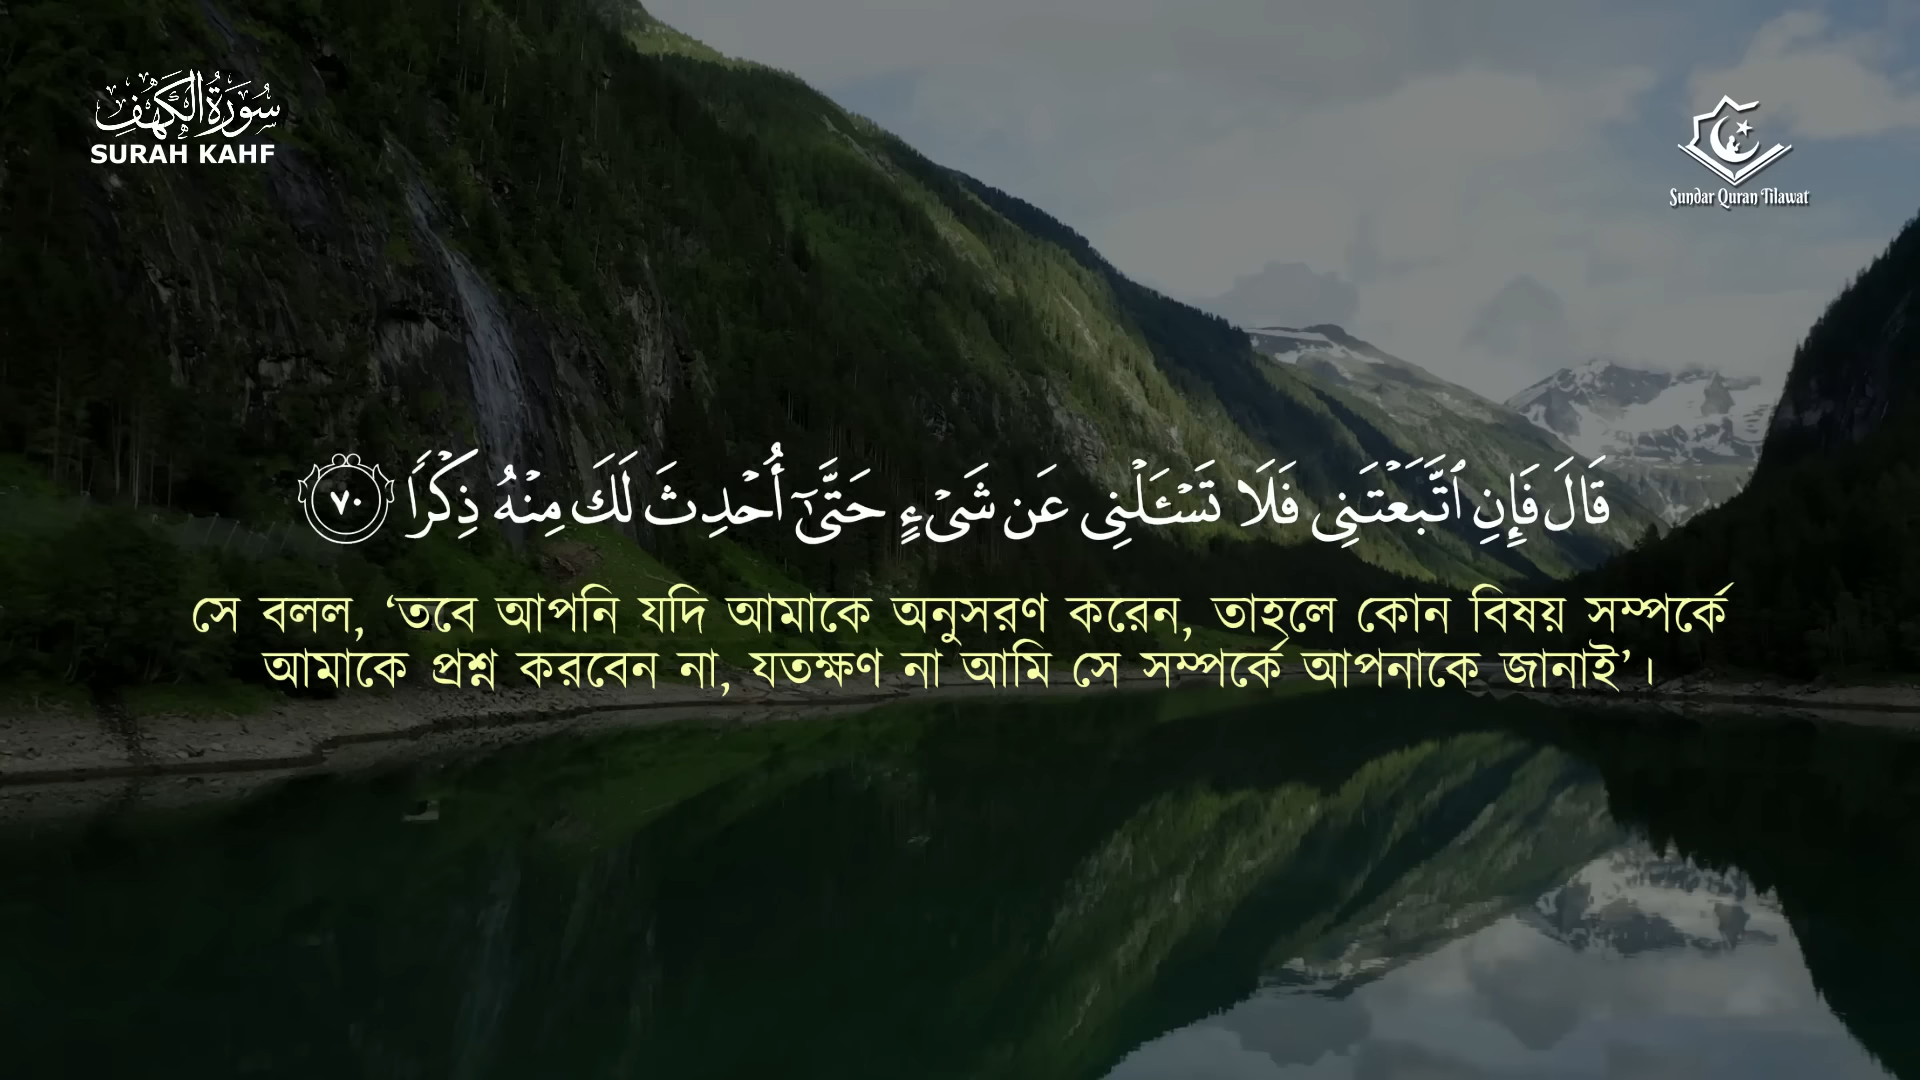 سُورَةُ الْكَهْفِ
SURAH KAHF
Sundar Quran Tilawat
قَالَ فَإِنِ ٱتَّبَعْتَنِى فَلَا تَسْـَٔلْنِى عَن شَىْءٍ حَتَّىٰٓ أُحْدِثَ لَكَ مِنْهُ ذِكْرًا ٧٠
সে বলল, ‘তবে আপনি যদি আমাকে অনুসরণ করেন, তাহলে কোন বিষয় সম্পর্কে
আমাকে প্রশ্ন করবেন না, যতক্ষণ না আমি সে সম্পর্কে আপনাকে জানাই’।